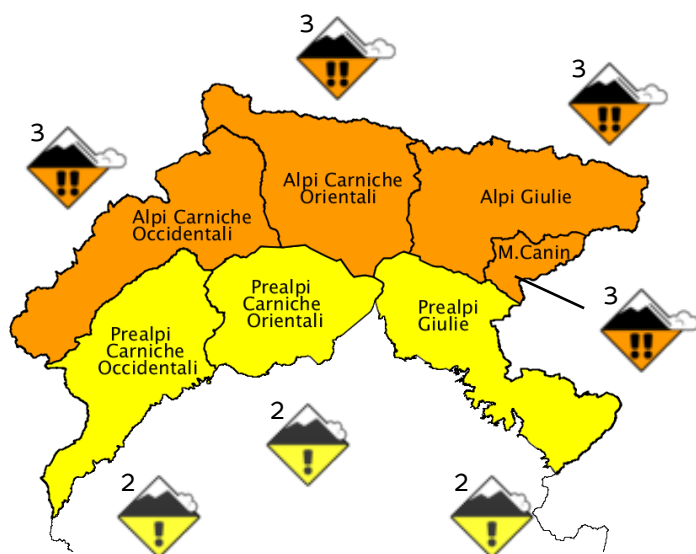 3
3
3
Alpi Carniche
Orientali
Alpi Giulie
Alpi Carniche
Occidentali
M.Canin
Prealpi
Carniche
Orientali
3
Prealpi
Giulie
Prealpi
Carniche
Occidentali
2
2
2